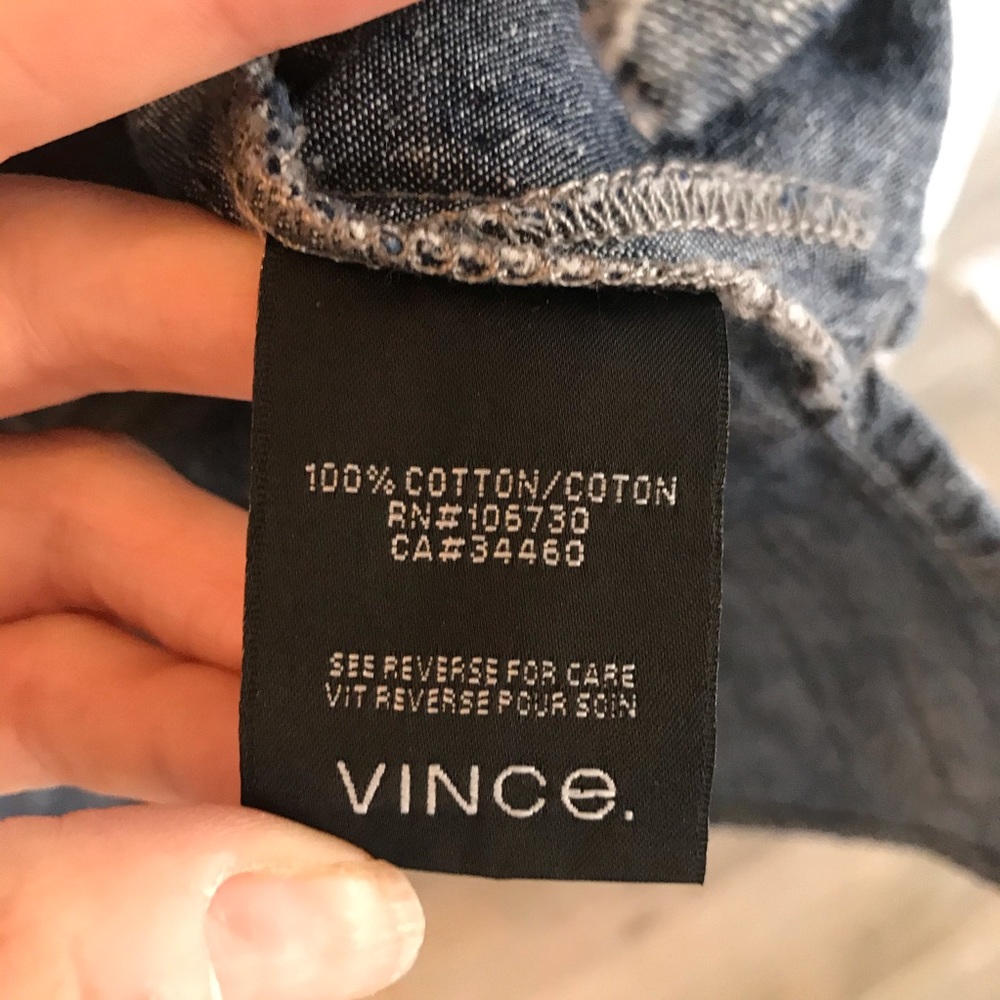 100% COTTON/COTON
RN#106730
CA#34460
SEE REVERSE FOR CARE
VIT REVERSE POUR SOIN
VINCe.